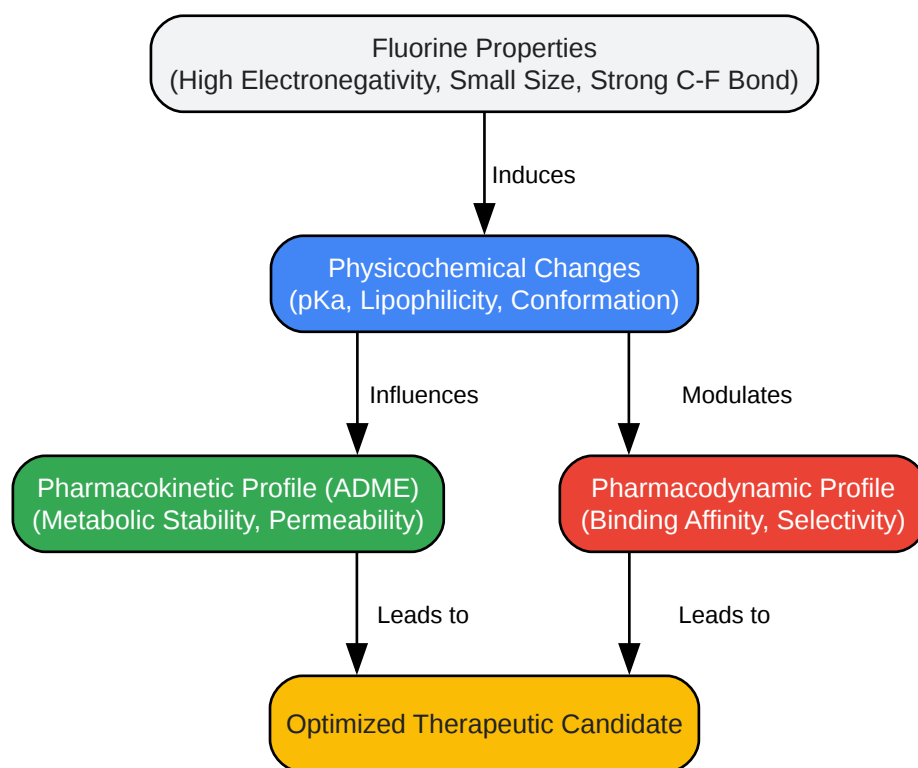 Fluorine Properties
(High Electronegativity, Small Size, Strong C-F Bond)
Induces
Physicochemical Changes
(pKa, Lipophilicity, Conformation)
Influences
Modulates
Pharmacokinetic Profile (ADME)
(Metabolic Stability, Permeability)
Pharmacodynamic Profile
(Binding Affinity, Selectivity)
Leads to
Leads to
Optimized Therapeutic Candidate